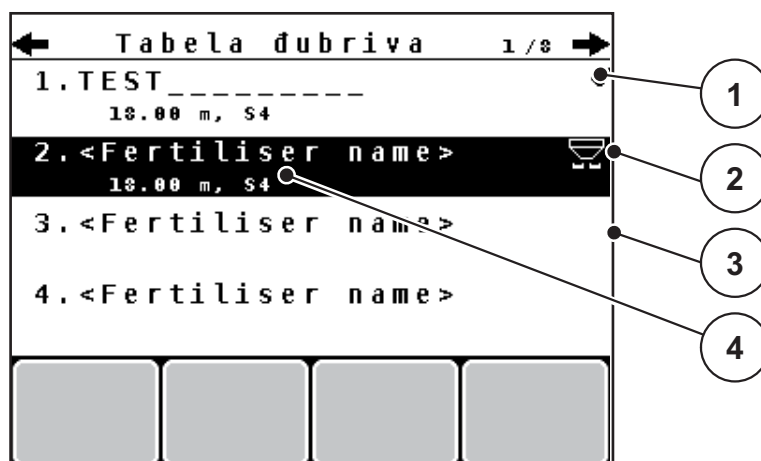 Tabela đubriva 1/8
1.TEST_________
18.00 m, S4
2.<Fertiliser name>
18.00 m, S4
3.<Fertiliser name>
4.<Fertiliser name>
1
2
3
4